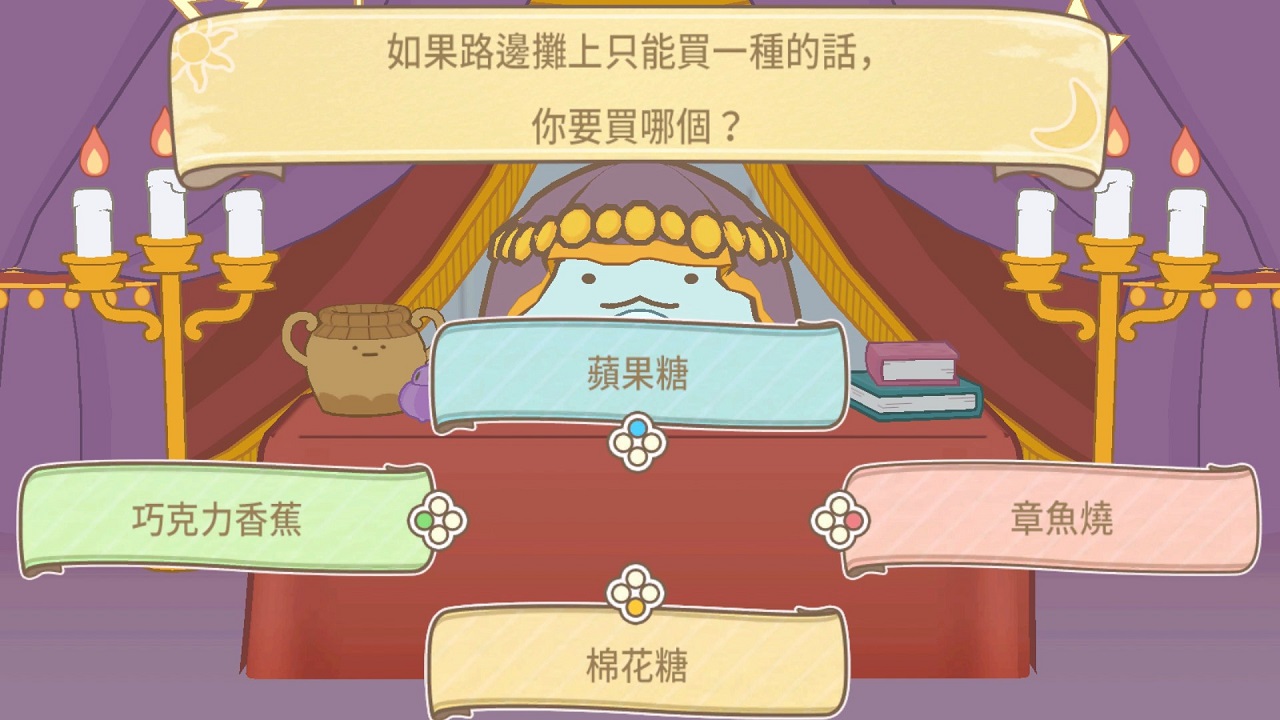 如果路邊攤上只能買一種的話，
你要買哪個？
蘋果糖
巧克力香蕉
章魚燒
棉花糖